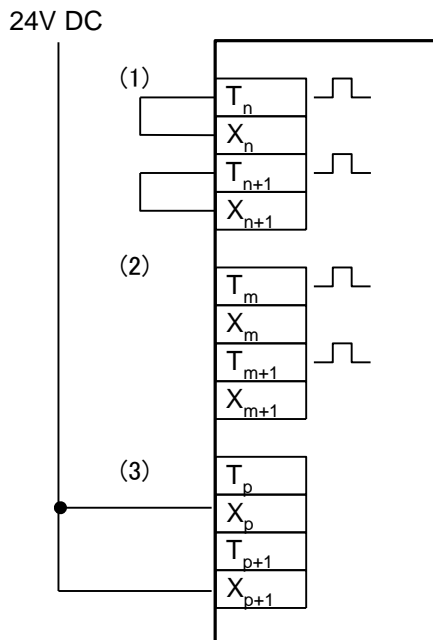 24V DC
(1)
Tn
Xn
Tn+1
Xn+1
(2)
Tm
Xm
Tm+1
Xm+1
(3)
Tp
Xp
Tp+1
Xp+1